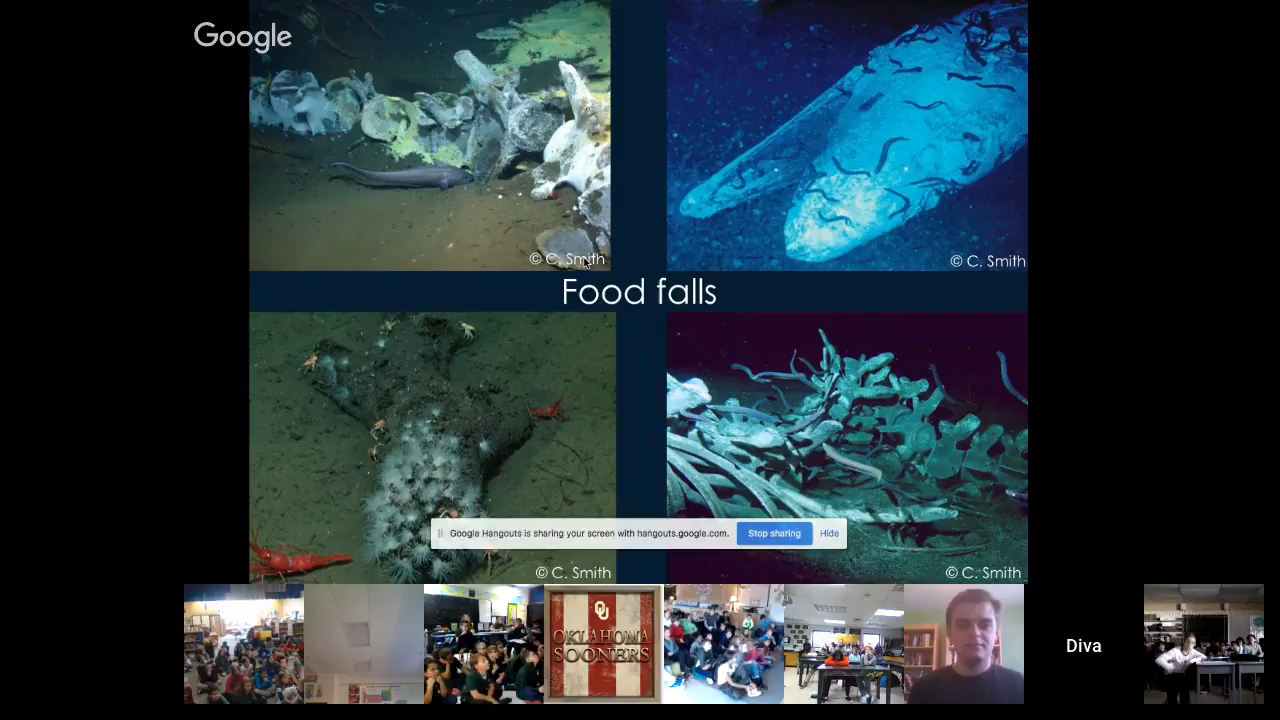 Google
© C. Smith
© C. Smith
Food falls
Google Hangouts is sharing your screen with hangouts.google.com.
Stop sharing
Hide
© C. Smith
© C. Smith
OU
OKLAHOMA
SOONERS
Diva